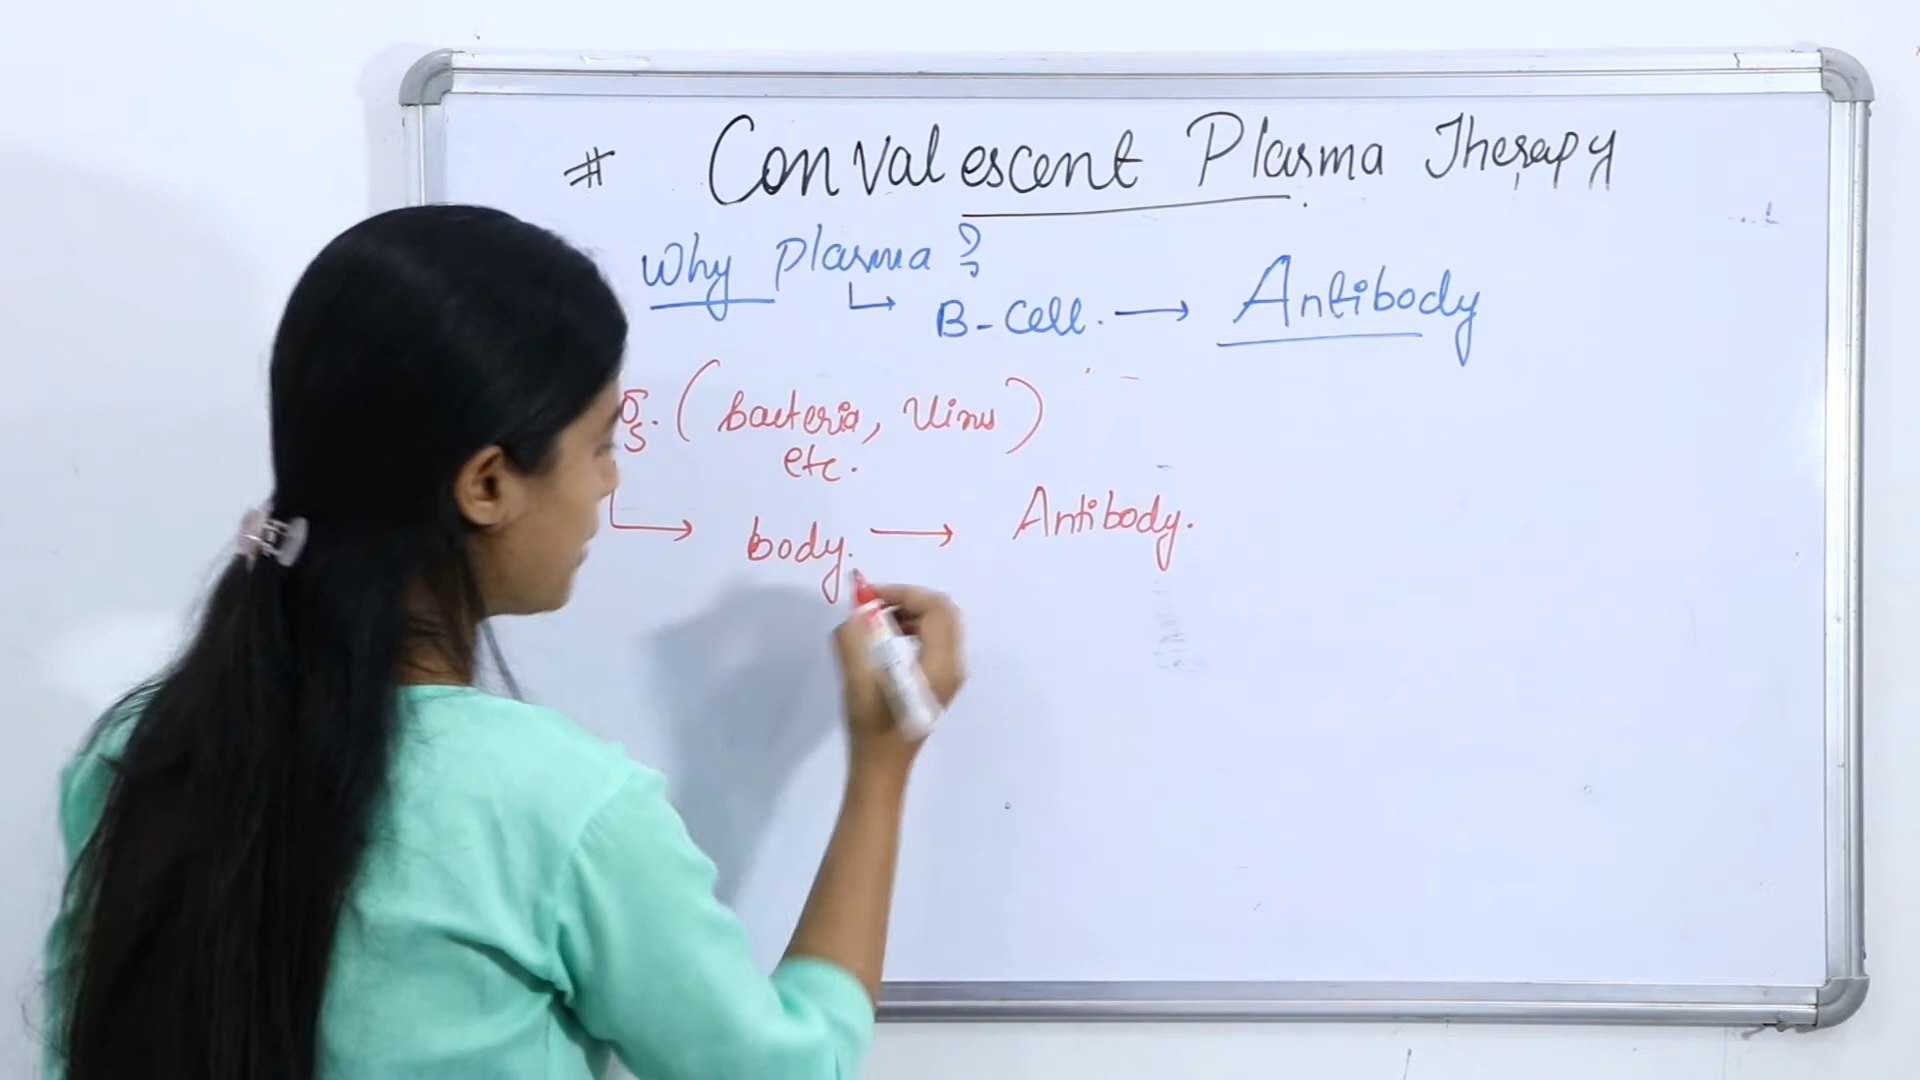 # Convalescent Plasma Therapy
Why plasma?
B-Cell. → Antibody
(bacteria, Virus)
etc.
body. → Antibody.